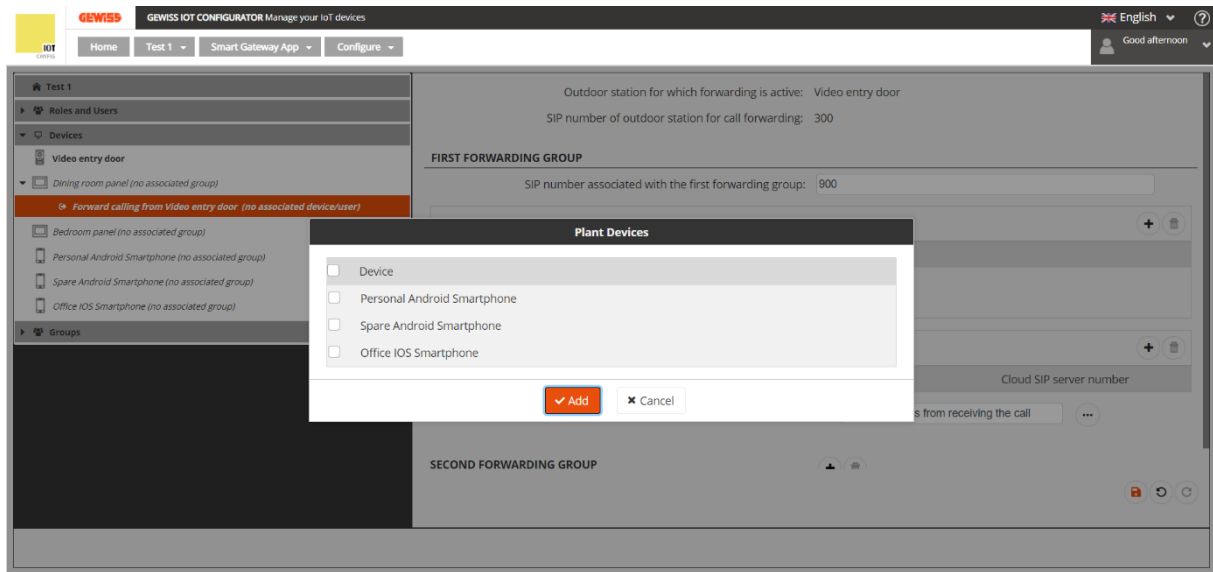 GEWISS GEWISS IOT CONFIGURATOR Manage your IoT devices English ?
IOT
CONFIG
Home Test 1 Smart Gateway App Configure Good afternoon
Test 1
Roles and Users
Devices
Video entry door
Dining room panel (no associated group)
Forward calling from Video entry door (no associated device/user)
Bedroom panel (no associated group)
Personal Android Smartphone (no associated group)
Spare Android Smartphone (no associated group)
Office IOS Smartphone (no associated group)
Groups
Outdoor station for which forwarding is active: Video entry door
SIP number of outdoor station for call forwarding: 300
FIRST FORWARDING GROUP
SIP number associated with the first forwarding group: 900
Plant Devices
Device
Personal Android Smartphone
Spare Android Smartphone
Office IOS Smartphone
Add Cancel
Cloud SIP server number
s from receiving the call
SECOND FORWARDING GROUP